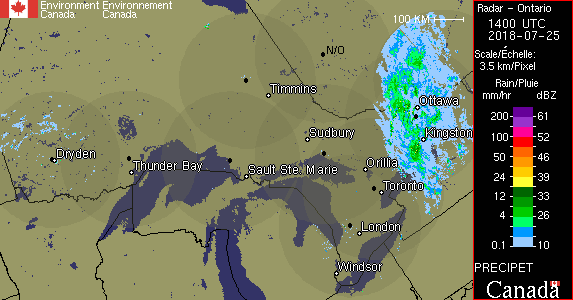 Environment Environnement
Canada Canada
100 KM
N/O
Timmins
Ottawa
Sudbury
Kingston
Dryden
Thunder Bay
Sault Ste. Marie
Orillia
Toronto
London
Windsor
Radar – Ontario
1400 UTC
2018-07-25
Scale/Échelle:
3.5 km/Pixel
Rain/Pluie
mm/hr dBZ
200 61
100 52
50 46
24 39
12 33
4 26
0.1 10
PRECIPET
Canada